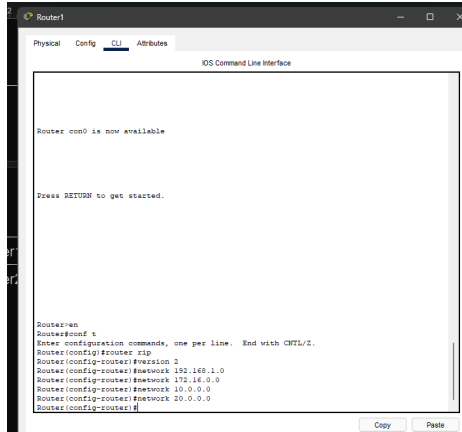 Router1
Physical Config CLI Attributes
IOS Command Line Interface
Router con0 is now available
Press RETURN to get started.
Router>en
Router#conf t
Enter configuration commands, one per line. End with CNTL/Z.
Router(config)#router rip
Router(config-router)#version 2
Router(config-router)#network 192.168.1.0
Router(config-router)#network 172.16.0.0
Router(config-router)#network 10.0.0.0
Router(config-router)#network 20.0.0.0
Router(config-router)#
Copy Paste